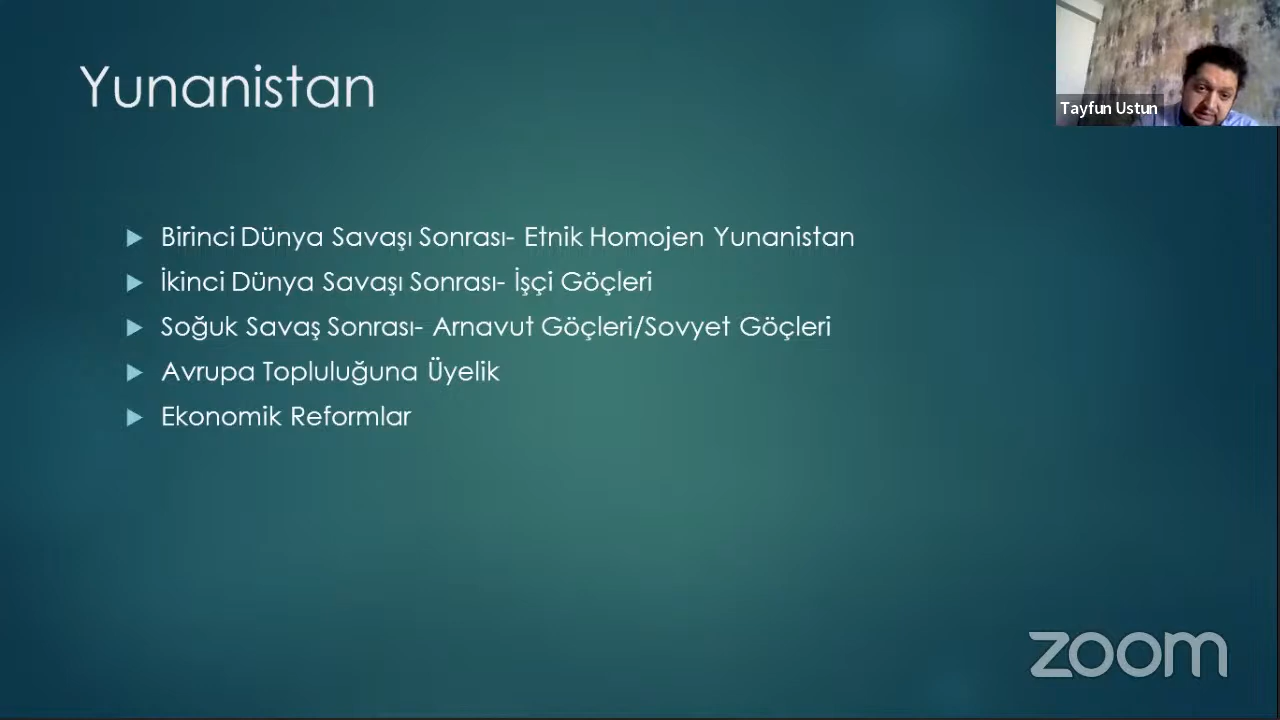 Yunanistan
Tayfun Ustun
Birinci Dünya Savaşı Sonrası- Etnik Homojen Yunanistan
İkinci Dünya Savaşı Sonrası- İşçi Göçleri
Soğuk Savaş Sonrası- Arnavut Göçleri/Sovyet Göçleri
Avrupa Topluluğuna Üyelik
Ekonomik Reformlar
zoom